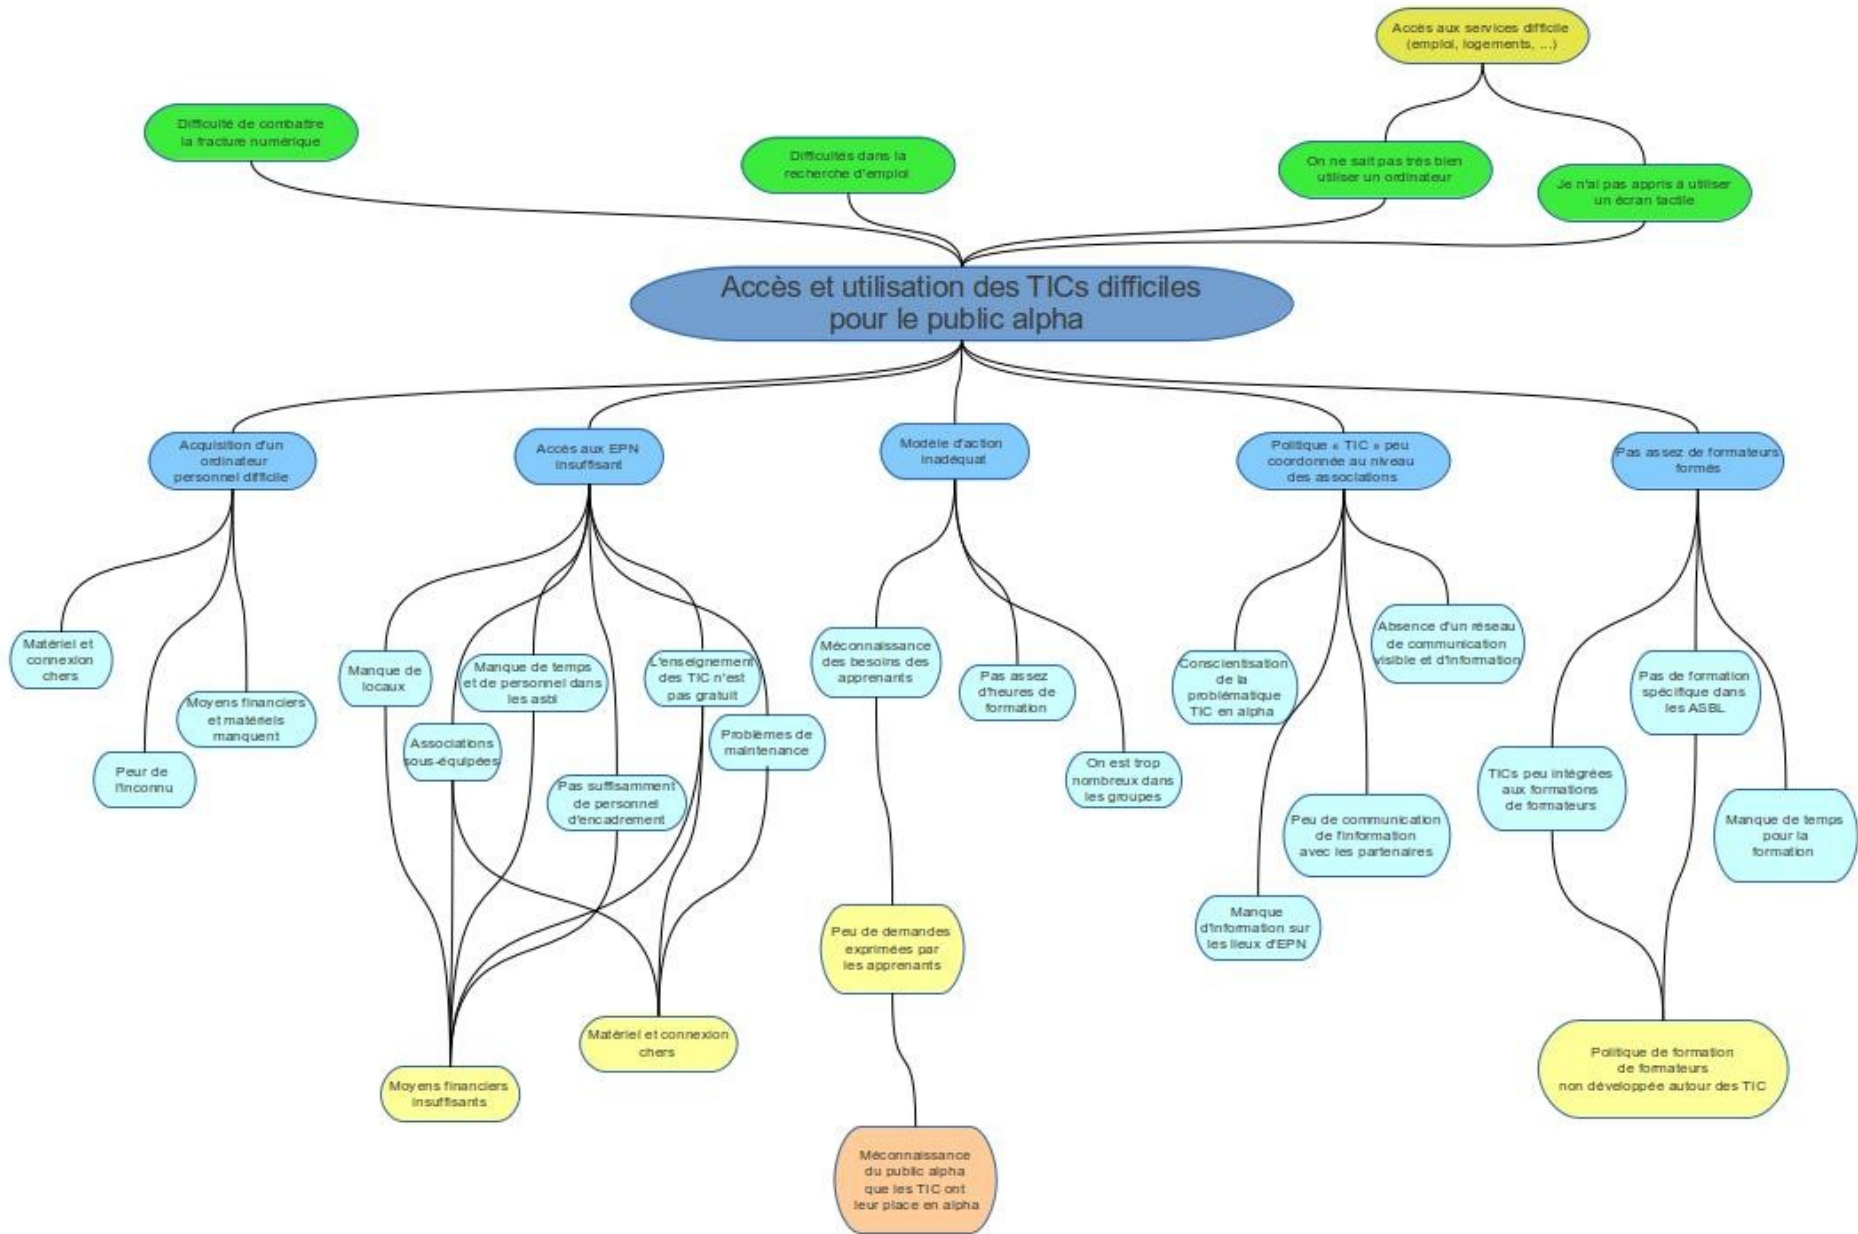 Accès aux services difficile
(emploi, logements, ...)
Difficulté de combattre
la fracture numérique
Difficultés dans la
recherche d'emploi
On ne sait pas très bien
utiliser un ordinateur
Je n'ai pas appris à utiliser
un écran tactile
Accès et utilisation des TICs difficiles
pour le public alpha
Acquisition d'un
ordinateur
personnel difficile
Accès aux EPN
insuffisant
Modèle d'action
inadéquat
Politique « TIC » peu
coordonnée au niveau
des associations
Pas assez de formateurs
formés
Matériel et
connexion
chers
Peur de
l'inconnu
Moyens financiers
et matériels
manquent
Manque de
locaux
Associations
sous-équipées
Manque de temps
et de personnel dans
les asbl
Pas suffisamment
de personnel
d'encadrement
L'enseignement
des TIC n'est
pas gratuit
Problèmes de
maintenance
Méconnaissance
des besoins des
apprenants
Pas assez
d'heures de
formation
On est trop
nombreux dans
les groupes
Conscientisation
de la
problématique
TIC en alpha
Manque
d'information sur
les lieux d'EPN
Peu de communication
de l'information
avec les partenaires
Absence d'un réseau
de communication
visible et d'information
TICs peu intégrées
aux formations
de formateurs
Pas de formation
spécifique dans
les ASBL
Manque de temps
pour la
formation
Moyens financiers
insuffisants
Matériel et connexion
chers
Peu de demandes
exprimées par
les apprenants
Politique de formation
de formateurs
non développée autour des TIC
Méconnaissance
du public alpha
que les TIC ont
leur place en alpha